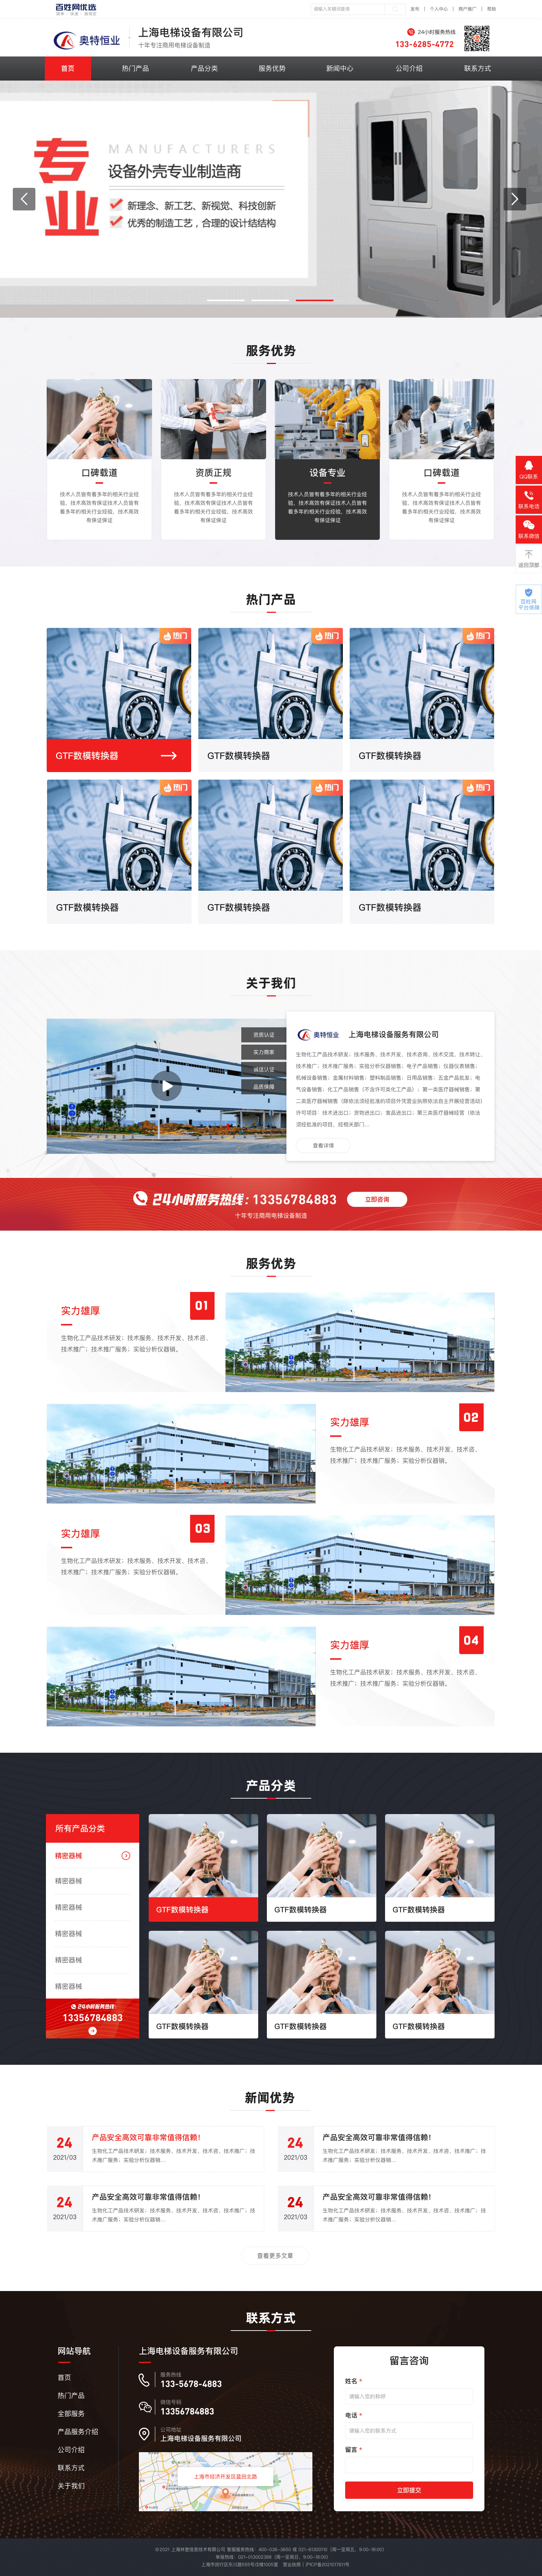 百姓网优选
请输入关键词查询
发布 | 个人中心 | 用户推广 | 帮助
奥特恒业
上海电梯设备有限公司
十年专注商用电梯设备制造
24小时服务热线
133-6285-4772
首页
热门产品
产品分类
服务优势
新闻中心
公司介绍
联系方式
专业
MANUFACTURERS
设备外壳专业制造商
新理念、新工艺、新视觉、科技创新
优秀的制造工艺,合理的设计结结构
服务优势
口碑载道
技术人员皆有着多年的相关行业经
验、技术高效有保证技术人员皆有
着多年的相关行业经验、技术高效
有保证保证
资质正规
技术人员皆有着多年的相关行业经
验、技术高效有保证技术人员皆有
着多年的相关行业经验、技术高效
有保证保证
设备专业
技术人员皆有着多年的相关行业经
验、技术高效有保证技术人员皆有
着多年的相关行业经验、技术高效
有保证保证
口碑载道
技术人员皆有着多年的相关行业经
验、技术高效有保证技术人员皆有
着多年的相关行业经验、技术高效
有保证保证
QQ联系
联系电话
联系微信
返回顶部
百姓网
平台保障
热门产品
热门
热门
热门
GTF数模转换器
GTF数模转换器
GTF数模转换器
热门
热门
热门
GTF数模转换器
GTF数模转换器
GTF数模转换器
关于我们
资质认证
实力商家
诚信认证
品质保障
奥特恒业
上海电梯设备服务有限公司
生物化工产品技术研发;技术服务、技术开发、技术咨询、技术交流、技术转让、
技术推广;技术推广服务;实验分析仪器销售;电子产品销售;仪器仪表销售;
机械设备销售;金属材料销售;塑料制品销售;日用品销售;五金产品批发;电
气设备销售;化工产品销售(不含许可类化工产品);第一类医疗器械销售;第
二类医疗器械销售(除依法须经批准的项目外凭营业执照依法自主开展经营活动)
许可项目:技术进出口;货物进出口;食品进出口;第三类医疗器械经营(依法
须经批准的项目,经相关部门...
查看详情
24小时服务热线:13356784883
立即咨询
十年专注商用电梯设备制造
服务优势
实力雄厚
01
生物化工产品技术研发;技术服务、技术开发、技术咨、
技术推广;技术推广服务;实验分析仪器销。
实力雄厚
02
生物化工产品技术研发;技术服务、技术开发、技术咨、
技术推广;技术推广服务;实验分析仪器销。
实力雄厚
03
生物化工产品技术研发;技术服务、技术开发、技术咨、
技术推广;技术推广服务;实验分析仪器销。
实力雄厚
04
生物化工产品技术研发;技术服务、技术开发、技术咨、
技术推广;技术推广服务;实验分析仪器销。
产品分类
所有产品分类
精密器械
精密器械
精密器械
精密器械
精密器械
精密器械
24小时服务热线:
13356784883
GTF数模转换器
GTF数模转换器
GTF数模转换器
GTF数模转换器
GTF数模转换器
GTF数模转换器
新闻优势
24
2021/03
产品安全高效可靠非常值得信赖!
生物化工产品技术研发;技术服务、技术开发、技术咨、技术推广;技
术推广服务;实验分析仪器销...
24
2021/03
产品安全高效可靠非常值得信赖!
生物化工产品技术研发;技术服务、技术开发、技术咨、技术推广;技
术推广服务;实验分析仪器销...
24
2021/03
产品安全高效可靠非常值得信赖!
生物化工产品技术研发;技术服务、技术开发、技术咨、技术推广;技
术推广服务;实验分析仪器销...
24
2021/03
产品安全高效可靠非常值得信赖!
生物化工产品技术研发;技术服务、技术开发、技术咨、技术推广;技
术推广服务;实验分析仪器销...
查看更多文章
联系方式
网站导航
首页
热门产品
全部服务
产品服务介绍
公司介绍
联系方式
关于我们
上海电梯设备服务有限公司
服务热线
133-5678-4883
微信号码
13356784883
公司地址
上海电梯设备服务有限公司
上海市经济开发区蓝田北路
留言咨询
姓名 *
请输入您的称呼
电话 *
请输入您的联系方式
留言 *
立即提交